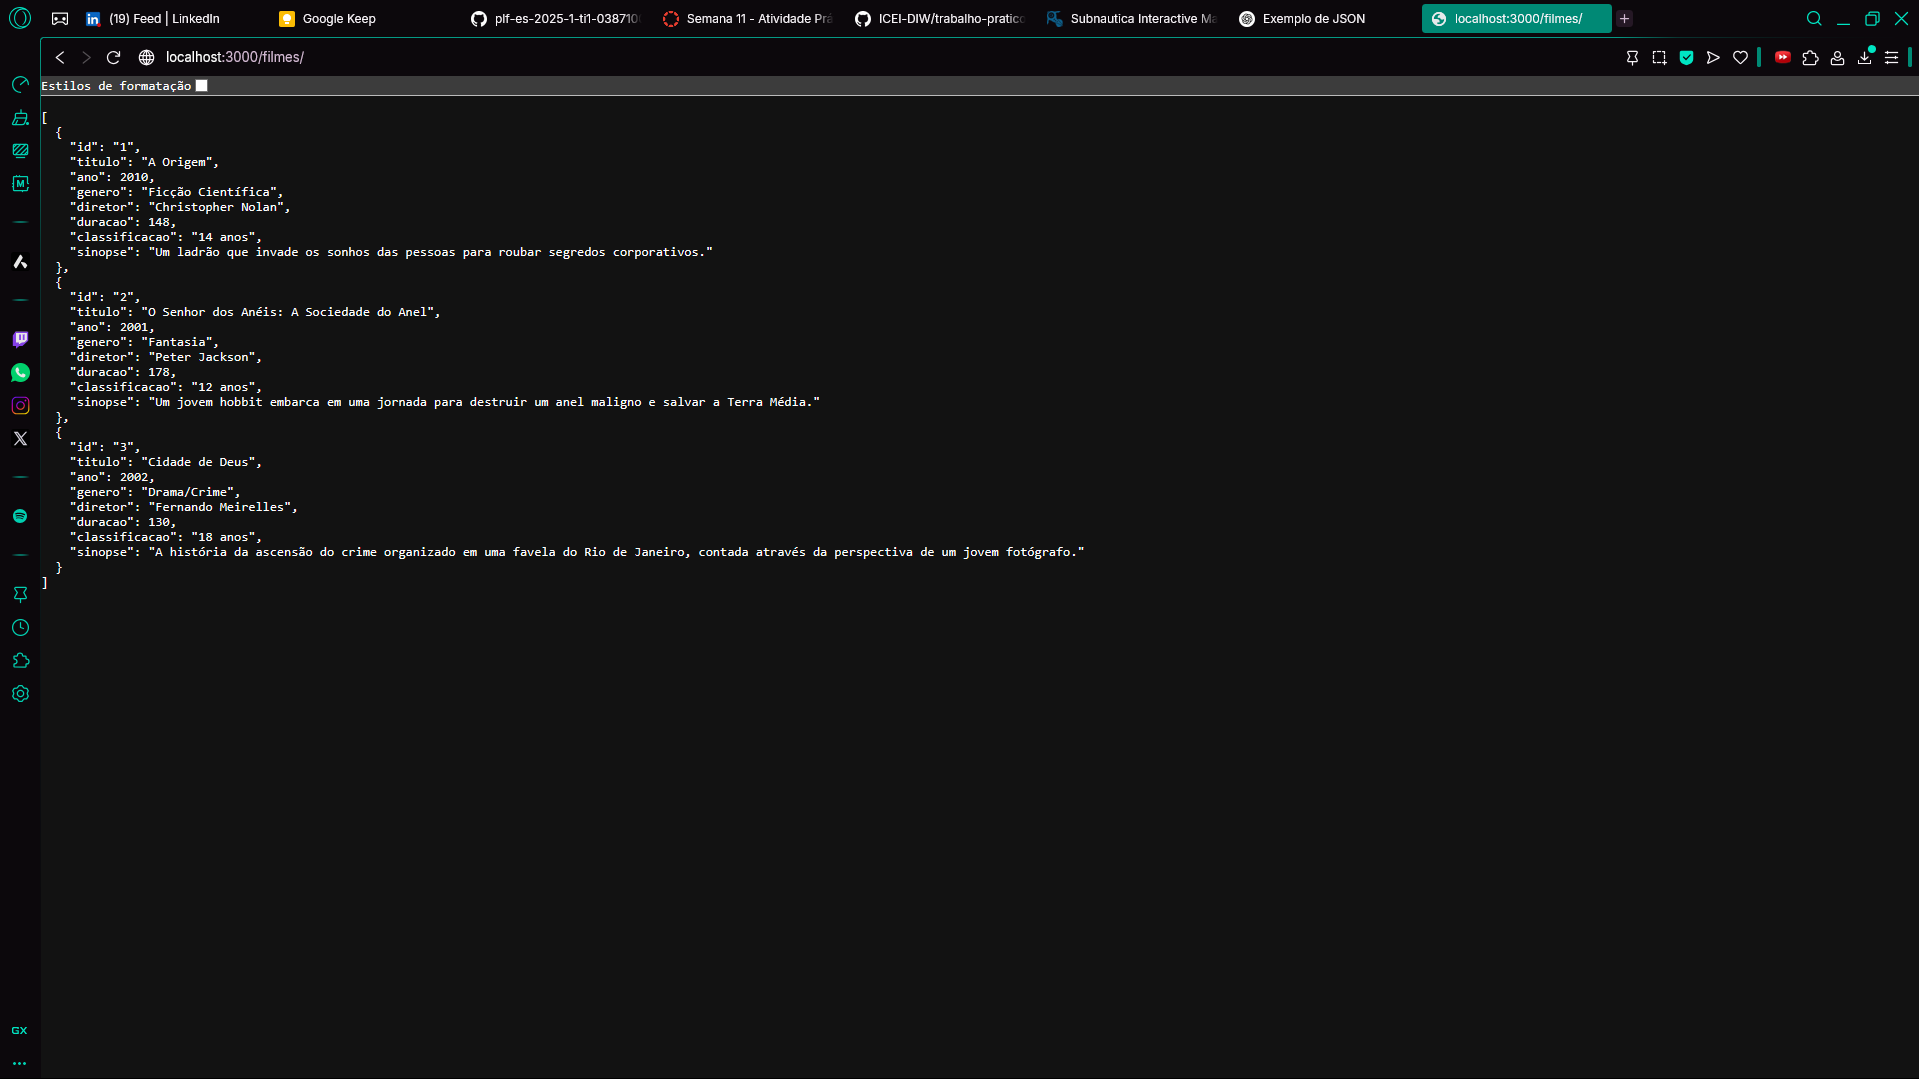 (19) Feed | LinkedIn
Google Keep
plf-es-2025-1-ti1-038710
Semana 11 - Atividade Prá
ICEI-DIW/trabalho-pratico
Subnautica Interactive Ma
Exemplo de JSON
localhost:3000/filmes/
localhost:3000/filmes/
Estilos de formatação
[
  {
    "id": "1",
    "titulo": "A Origem",
    "ano": 2010,
    "genero": "Ficção Científica",
    "diretor": "Christopher Nolan",
    "duracao": 148,
    "classificacao": "14 anos",
    "sinopse": "Um ladrão que invade os sonhos das pessoas para roubar segredos corporativos."
  },
  {
    "id": "2",
    "titulo": "O Senhor dos Anéis: A Sociedade do Anel",
    "ano": 2001,
    "genero": "Fantasia",
    "diretor": "Peter Jackson",
    "duracao": 178,
    "classificacao": "12 anos",
    "sinopse": "Um jovem hobbit embarca em uma jornada para destruir um anel maligno e salvar a Terra Média."
  },
  {
    "id": "3",
    "titulo": "Cidade de Deus",
    "ano": 2002,
    "genero": "Drama/Crime",
    "diretor": "Fernando Meirelles",
    "duracao": 130,
    "classificacao": "18 anos",
    "sinopse": "A história da ascensão do crime organizado em uma favela do Rio de Janeiro, contada através da perspectiva de um jovem fotógrafo."
  }
]
GX